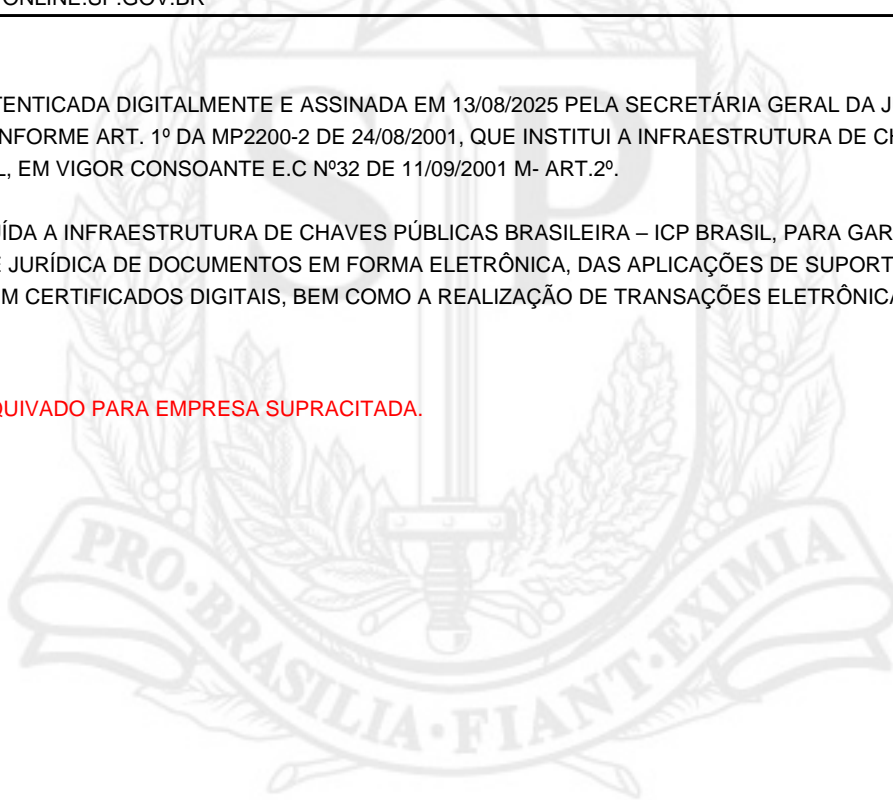 ONLINE.SP.GOV.BR
TENTICADA DIGITALMENTE E ASSINADA EM 13/08/2025 PELA SECRETÁRIA GERAL DA J
NFORME ART. 1º DA MP2200-2 DE 24/08/2001, QUE INSTITUI A INFRAESTRUTURA DE CH
L, EM VIGOR CONSOANTE E.C Nº32 DE 11/09/2001 M- ART.2º.
ÍDA A INFRAESTRUTURA DE CHAVES PÚBLICAS BRASILEIRA – ICP BRASIL, PARA GAR
E JURÍDICA DE DOCUMENTOS EM FORMA ELETRÔNICA, DAS APLICAÇÕES DE SUPORT
M CERTIFICADOS DIGITAIS, BEM COMO A REALIZAÇÃO DE TRANSAÇÕES ELETRÔNICA
QUIVADO PARA EMPRESA SUPRACITADA.
SP
PRO·BRASILIA·FIANT·EXIMIA